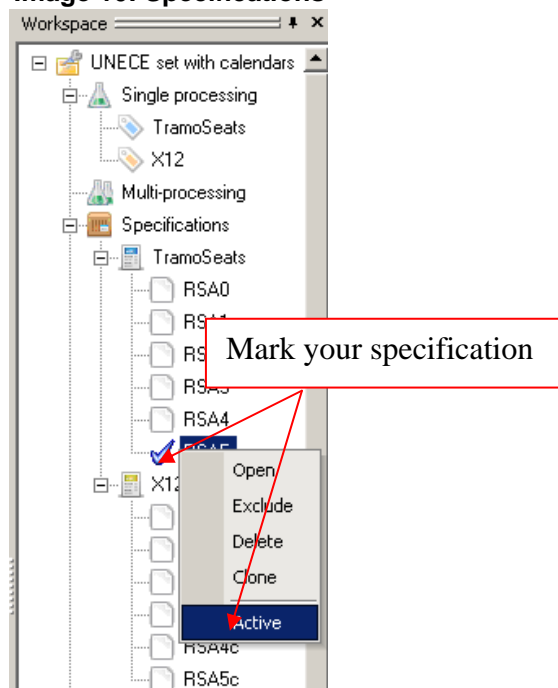 Image 10: Specifications
Workspace
UNECE set with calendars
Single processing
TramoSeats
X12
Multi-processing
Specifications
TramoSeats
RSA0
Mark your specification
RSA4
Open
X12
Exclude
Delete
Clone
Active
RSA4c
RSA5c